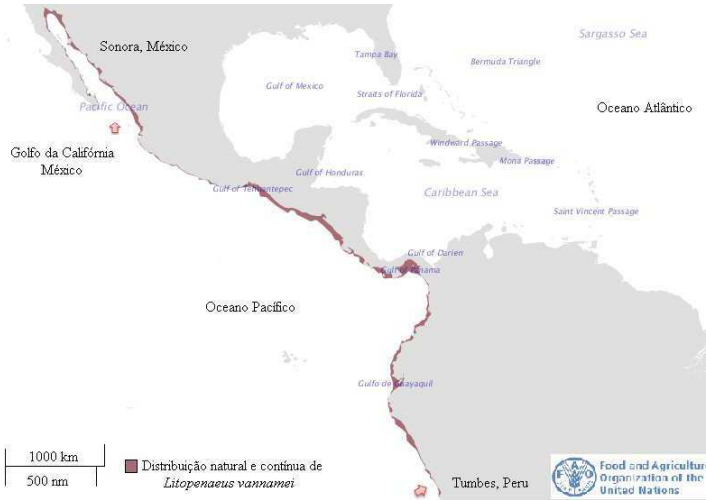 Sargasso Sea
Sonora, México
Tampa Bay
Bermuda Triangle
Gulf of Mexico
Straits of Florida
Pacific Ocean
Oceano Atlântico
Golfo da Califórnia
México
Windward Passage
Mona Passage
Gulf of Honduras
Gulf of Tehuantepec
Caribbean Sea
Saint Vincent Passage
Gulf of Darien
Gulf of Panama
Oceano Pacífico
Gulfo de Guayaquil
1000 km
500 nm
Distribuição natural e contínua de
Litopenaeus vannamei
Tumbes, Peru
FAO
Food and Agriculture
Organization of the
United Nations